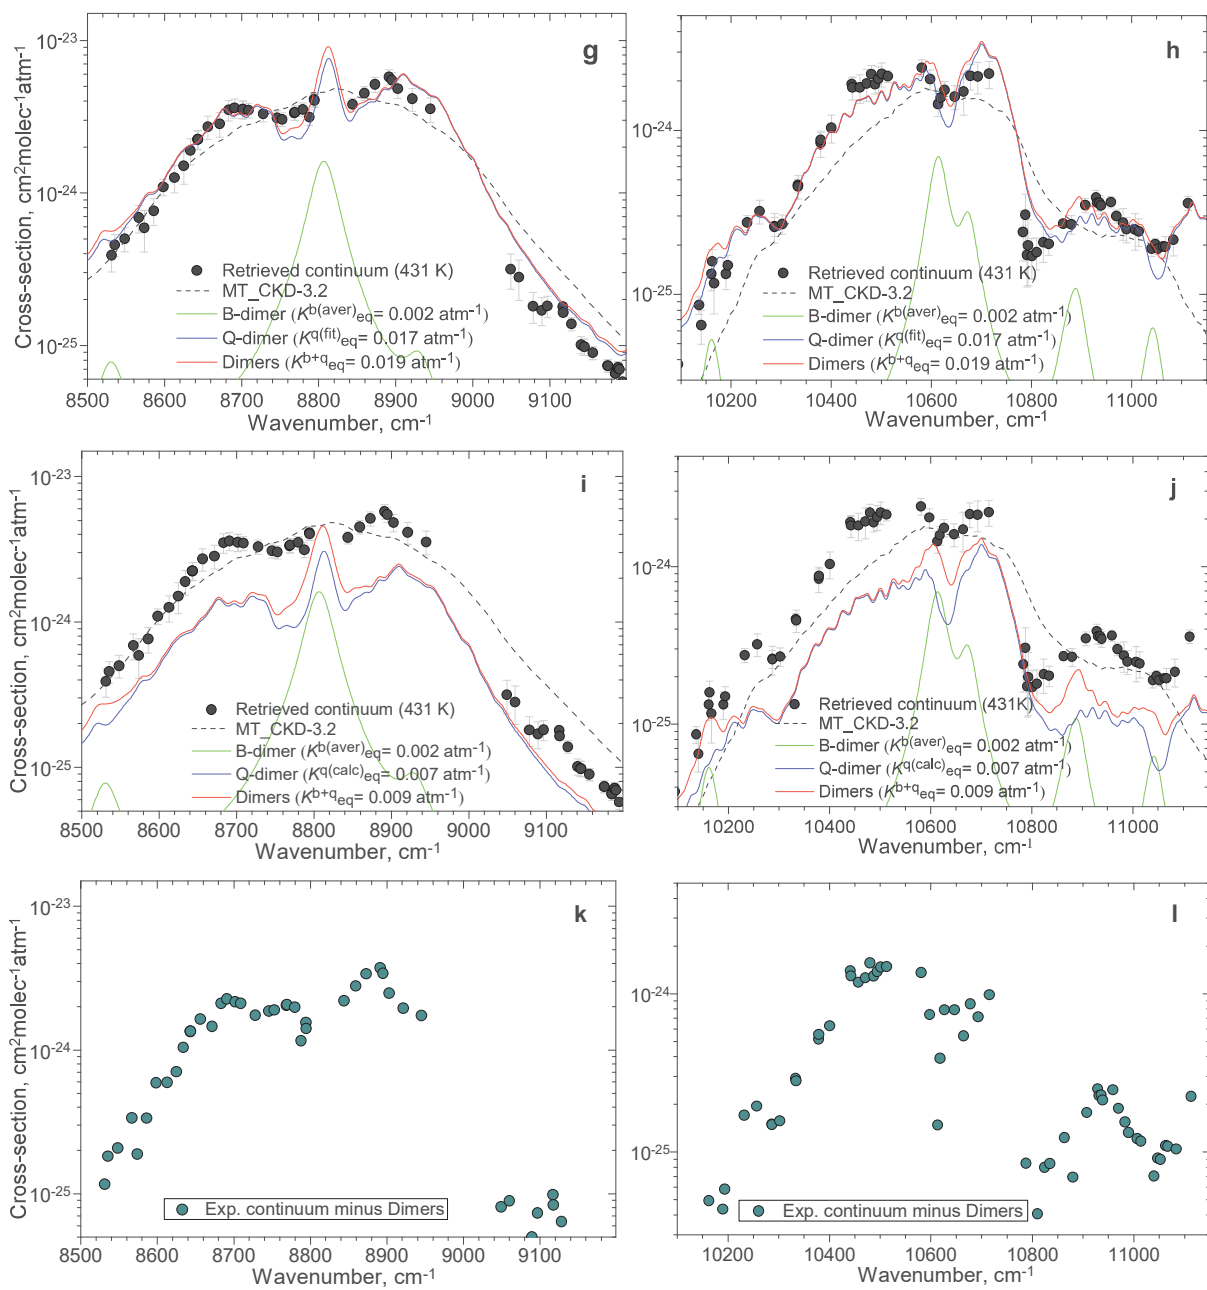 g
10⁻²³
10⁻²⁴
10⁻²⁵
Cross-section, cm²molec⁻¹atm⁻¹
Retrieved continuum (431 K)
MT_CKD-3.2
B-dimer (K^b(aver)_eq= 0.002 atm⁻¹)
Q-dimer (K^q(fit)_eq= 0.017 atm⁻¹)
Dimers (K^b+q_eq= 0.019 atm⁻¹)
8500 8600 8700 8800 8900 9000 9100
Wavenumber, cm⁻¹
h
10⁻²⁴
10⁻²⁵
Retrieved continuum (431 K)
MT_CKD-3.2
B-dimer (K^b(aver)_eq= 0.002 atm⁻¹)
Q-dimer (K^q(fit)_eq= 0.017 atm⁻¹)
Dimers (K^b+q_eq= 0.019 atm⁻¹)
10200 10400 10600 10800 11000
Wavenumber, cm⁻¹
i
10⁻²³
10⁻²⁴
10⁻²⁵
Cross-section, cm²molec⁻¹atm⁻¹
Retrieved continuum (431 K)
MT_CKD-3.2
B-dimer (K^b(aver)_eq= 0.002 atm⁻¹)
Q-dimer (K^q(calc)_eq= 0.007 atm⁻¹)
Dimers (K^b+q_eq= 0.009 atm⁻¹)
8500 8600 8700 8800 8900 9000 9100
Wavenumber, cm⁻¹
j
10⁻²⁴
10⁻²⁵
Retrieved continuum (431K)
MT_CKD-3.2
B-dimer (K^b(aver)_eq= 0.002 atm⁻¹)
Q-dimer (K^q(calc)_eq= 0.007 atm⁻¹)
Dimers (K^b+q_eq= 0.009 atm⁻¹)
10200 10400 10600 10800 11000
Wavenumber, cm⁻¹
k
10⁻²³
10⁻²⁴
10⁻²⁵
Cross-section, cm²molec⁻¹atm⁻¹
Exp. continuum minus Dimers
8500 8600 8700 8800 8900 9000 9100
Wavenumber, cm⁻¹
l
10⁻²⁴
10⁻²⁵
Exp. continuum minus Dimers
10200 10400 10600 10800 11000
Wavenumber, cm⁻¹